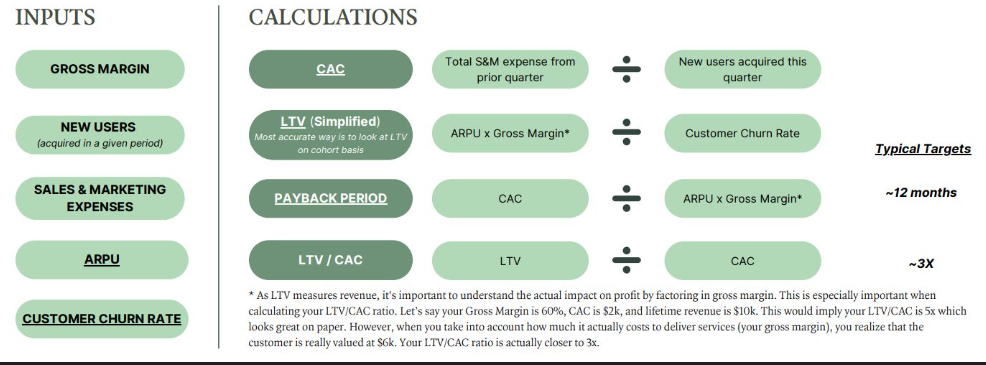 INPUTS
CALCULATIONS
GROSS MARGIN
CAC
Total S&M expense from
prior quarter
÷
New users acquired this
quarter
NEW USERS
(acquired in a given period)
LTV (Simplified)
Most accurate way is to look at LTV
on cohort basis
ARPU x Gross Margin*
÷
Customer Churn Rate
Typical Targets
SALES & MARKETING
EXPENSES
PAYBACK PERIOD
CAC
÷
ARPU x Gross Margin*
~12 months
ARPU
LTV / CAC
LTV
÷
CAC
~3X
CUSTOMER CHURN RATE
* As LTV measures revenue, it's important to understand the actual impact on profit by factoring in gross margin. This is especially important when
calculating your LTV/CAC ratio. Let's say your Gross Margin is 60%, CAC is $2k, and lifetime revenue is $10k. This would imply your LTV/CAC is 5x which
looks great on paper. However, when you take into account how much it actually costs to deliver services (your gross margin), you realize that the
customer is really valued at $6k. Your LTV/CAC ratio is actually closer to 3x.